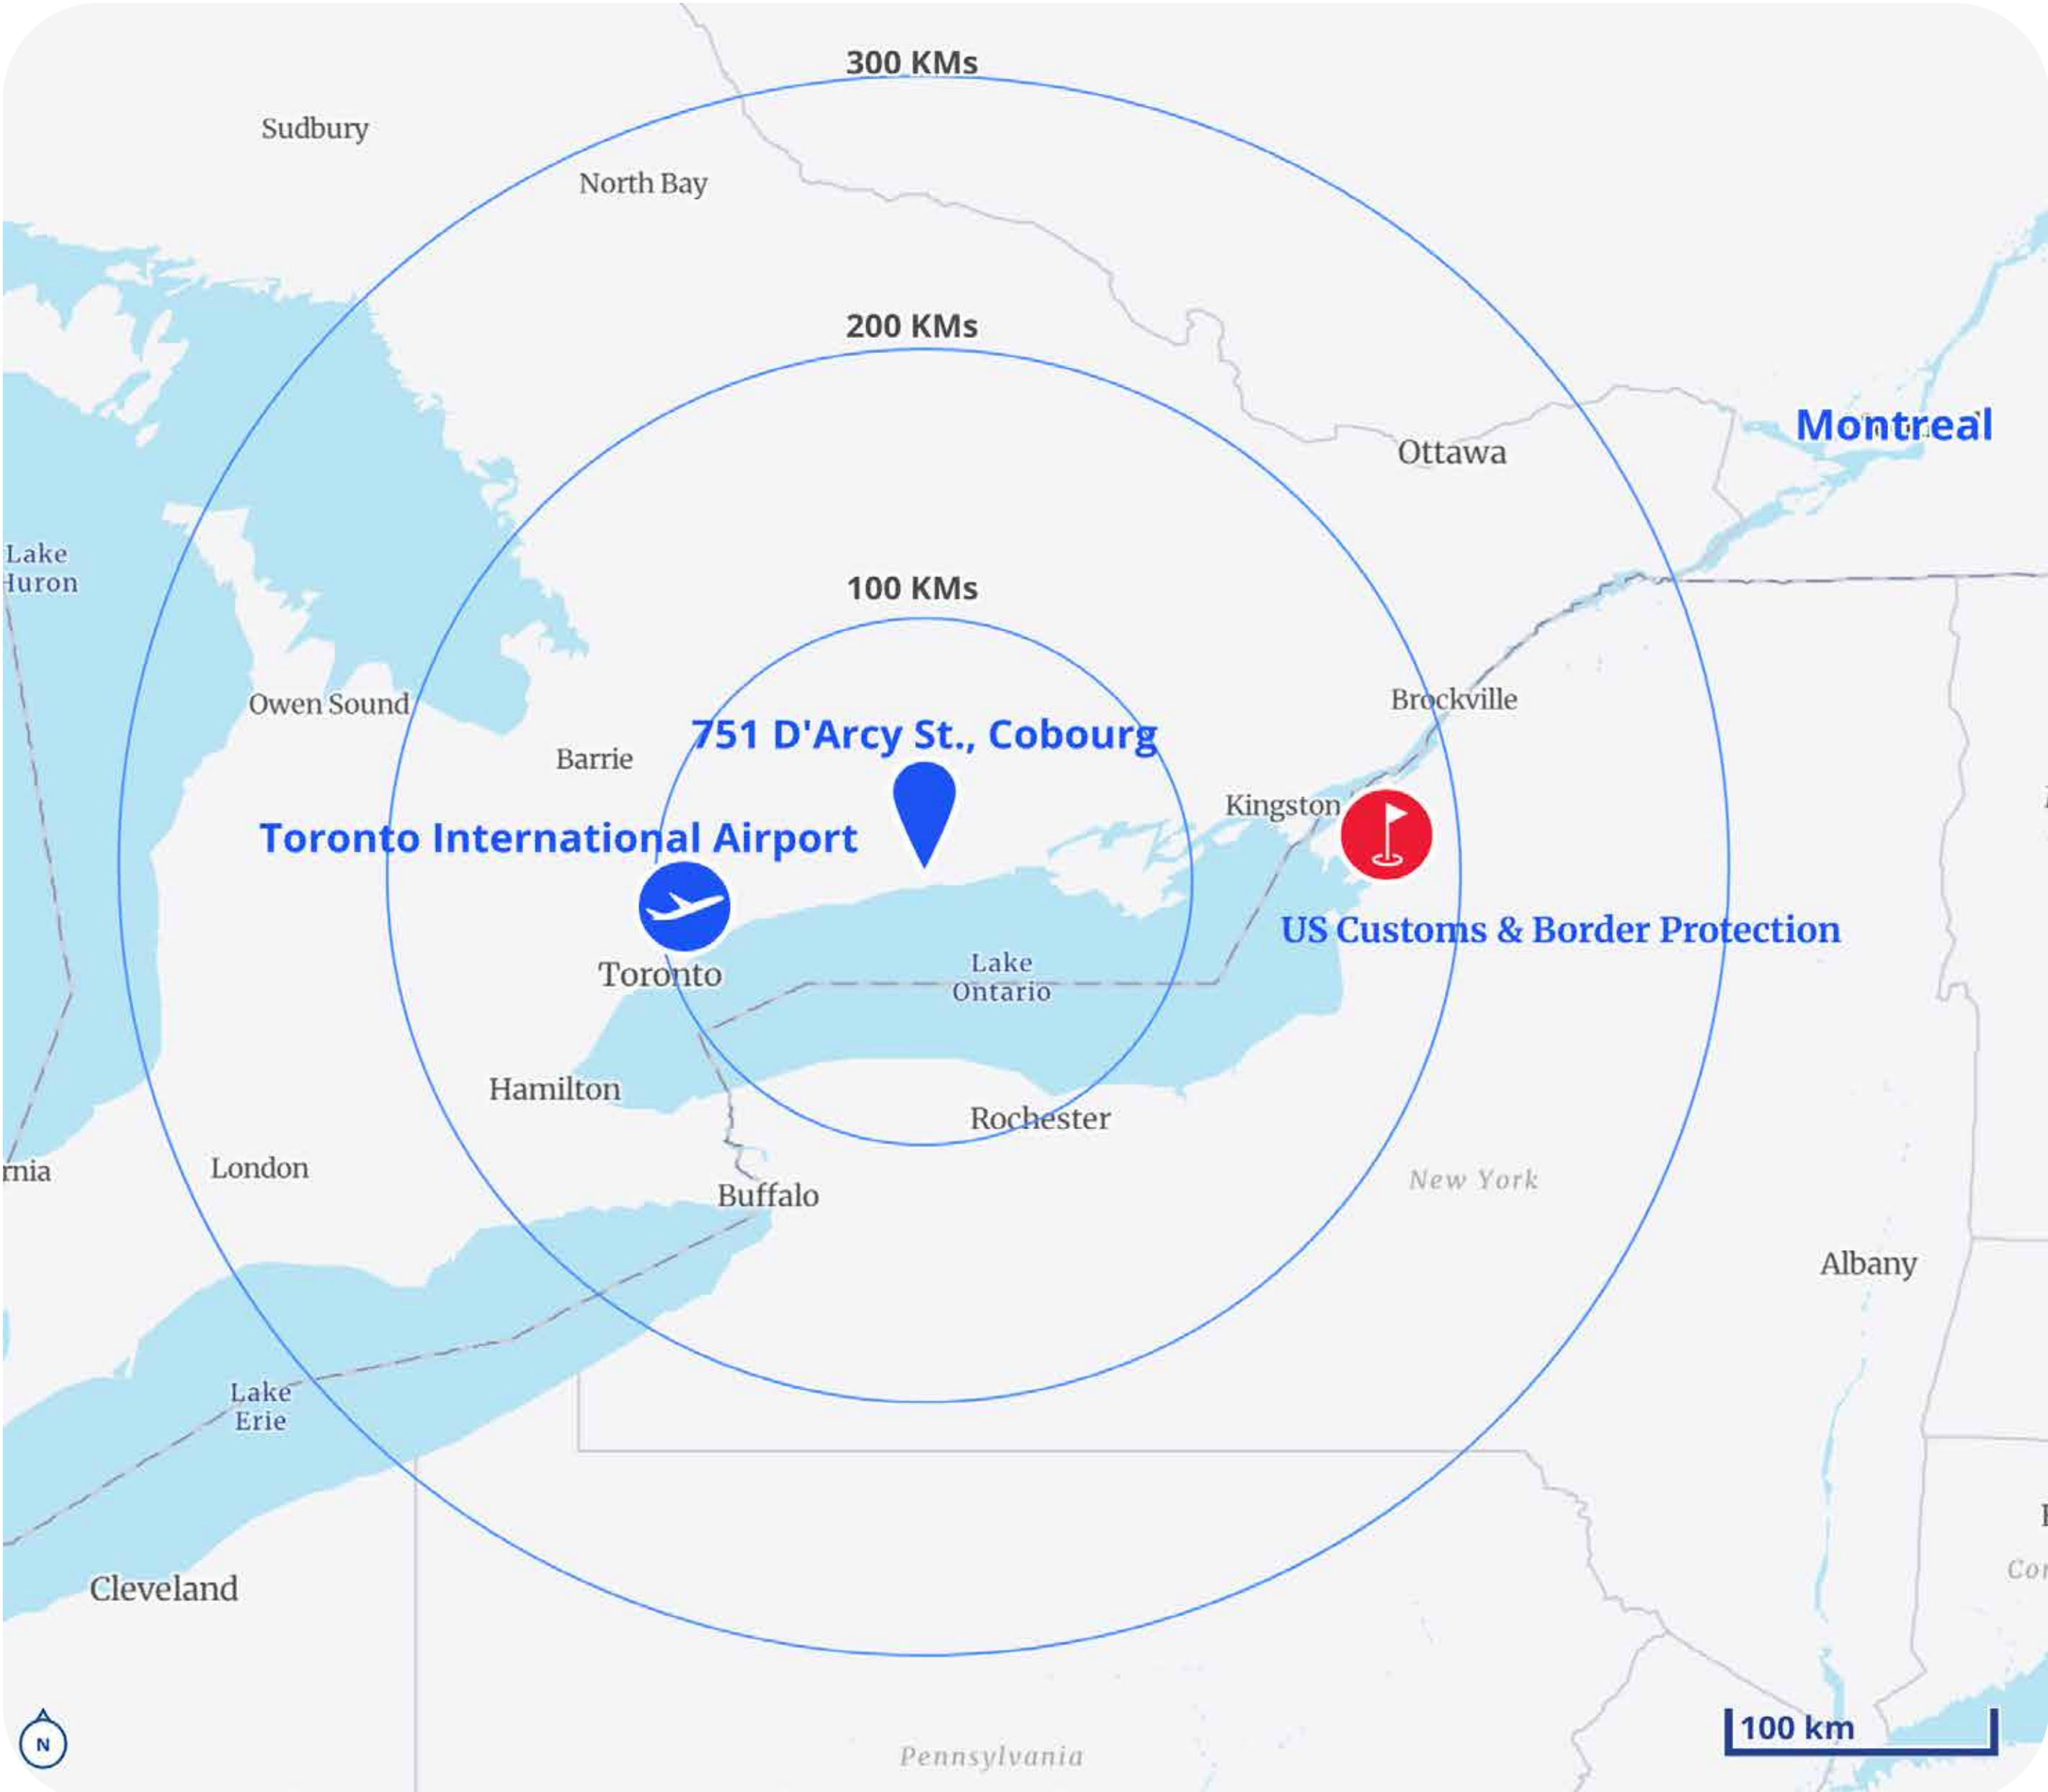 300 KMs
Sudbury
North Bay
200 KMs
Montreal
Ottawa
Lake
Huron
100 KMs
Owen Sound
Brockville
751 D'Arcy St., Cobourg
Barrie
Kingston
Toronto International Airport
US Customs & Border Protection
Toronto
Lake
Ontario
Hamilton
Rochester
rnia
London
New York
Buffalo
Albany
Lake
Erie
Cleveland
Cor
N
100 km
Pennsylvania